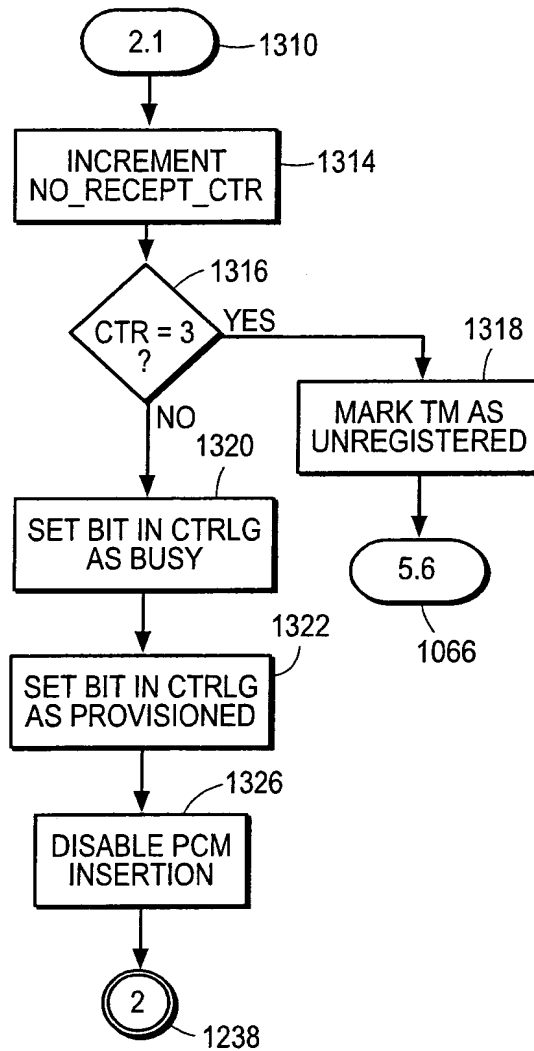 2.1
1310
INCREMENT
NO_RECEPT_CTR
1314
1316
CTR = 3
?
YES
NO
1318
MARK TM AS
UNREGISTERED
1320
SET BIT IN CTRLG
AS BUSY
5.6
1066
1322
SET BIT IN CTRLG
AS PROVISIONED
1326
DISABLE PCM
INSERTION
2
1238